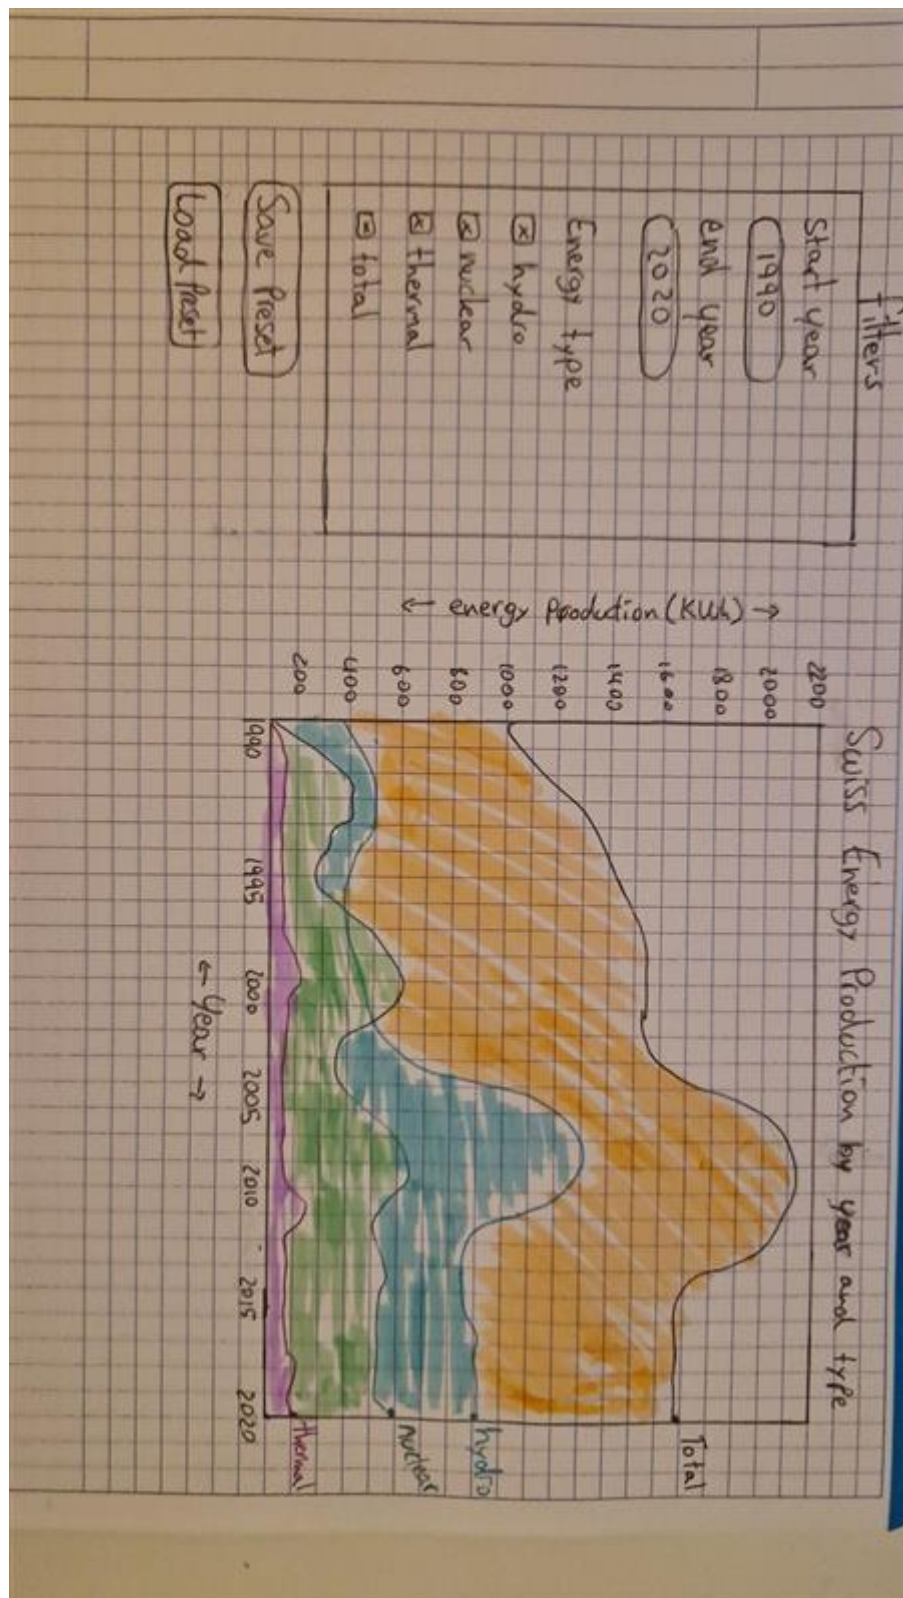 Filters
Start year
1990
end year
2020
Energy type
hydro
nuclear
thermal
total
Save Preset
Load Preset
Swiss Energy Production by year and type
← energy Prodution (KWh) →
2200
2000
1800
1600
1400
1200
1000
800
600
400
200
1990
1995
2000
2005
2010
2015
2020
← Year →
Total
hydro
nuclear
thermal